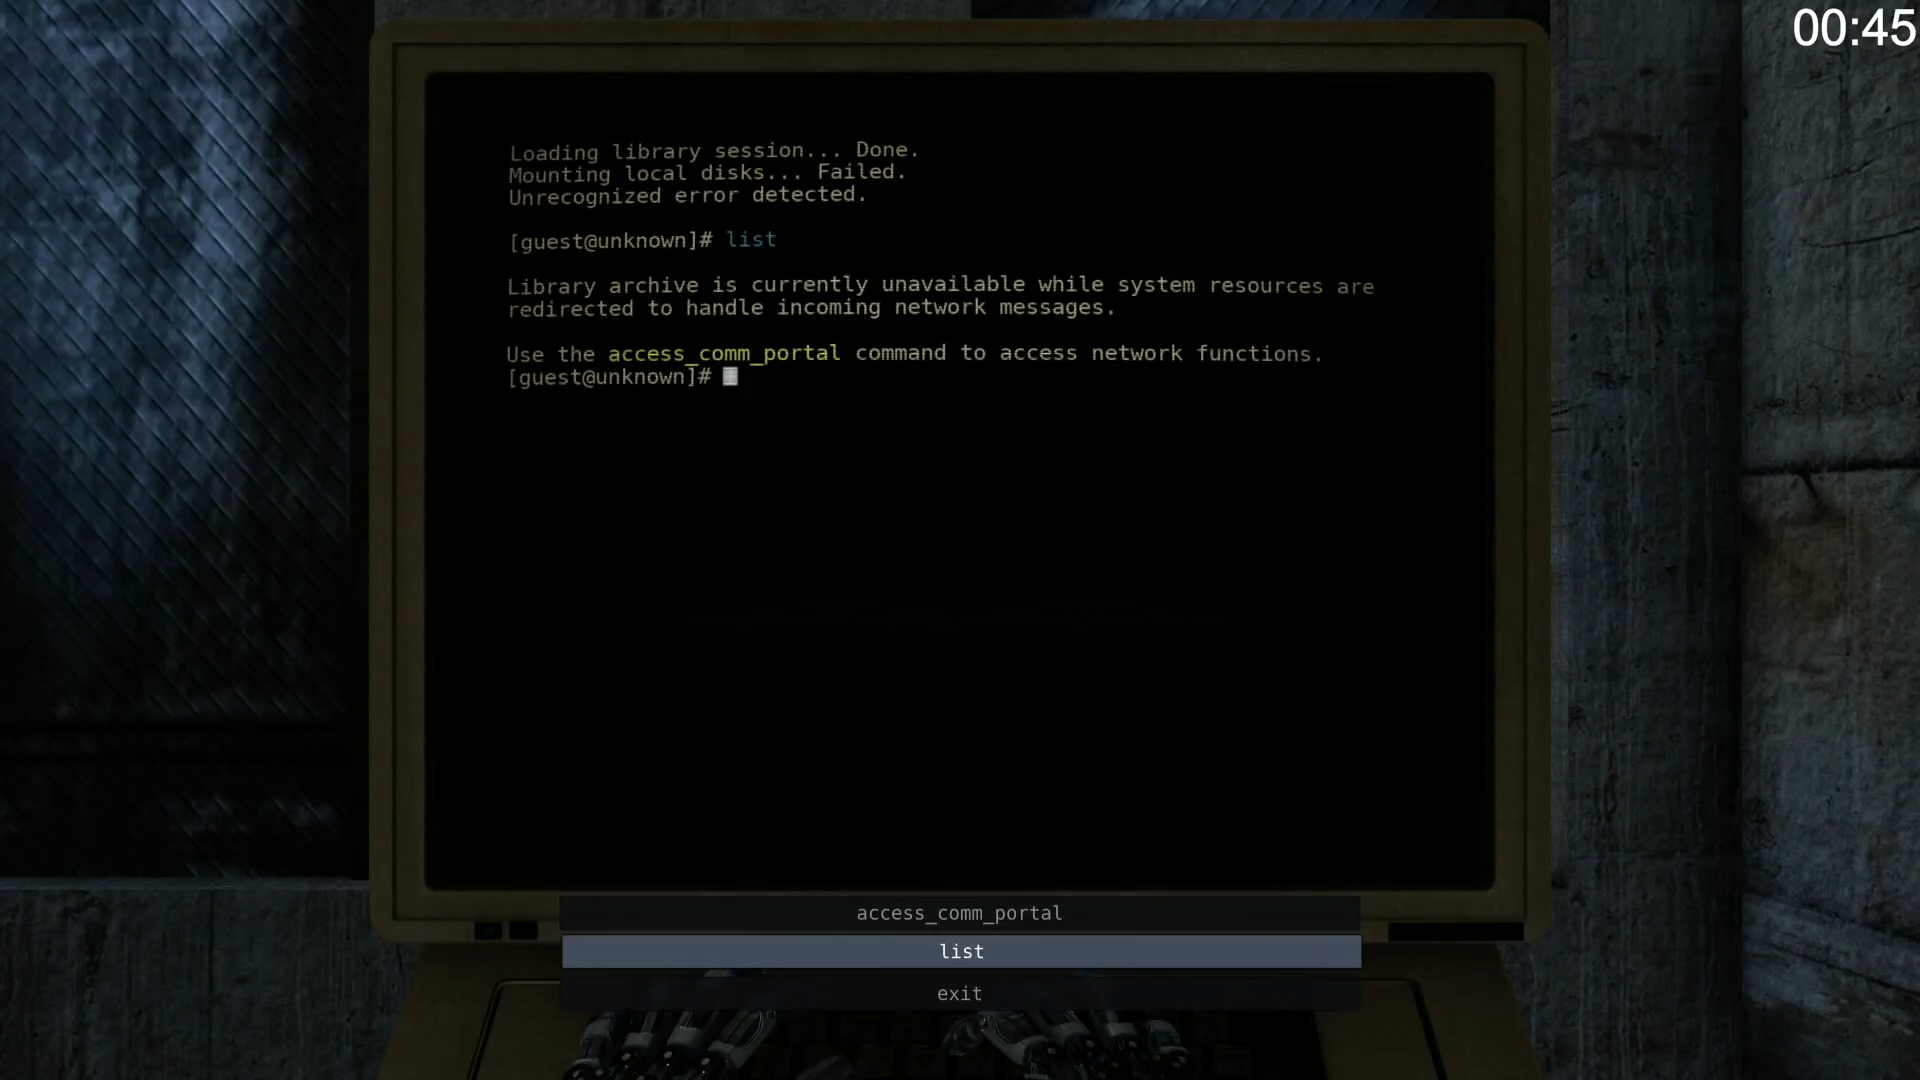 00:45
Loading library session... Done.
Mounting local disks... Failed.
Unrecognized error detected.
[guest@unknown]# list
Library archive is currently unavailable while system resources are
redirected to handle incoming network messages.
Use the access_comm_portal command to access network functions.
[guest@unknown]#
access_comm_portal
list
exit